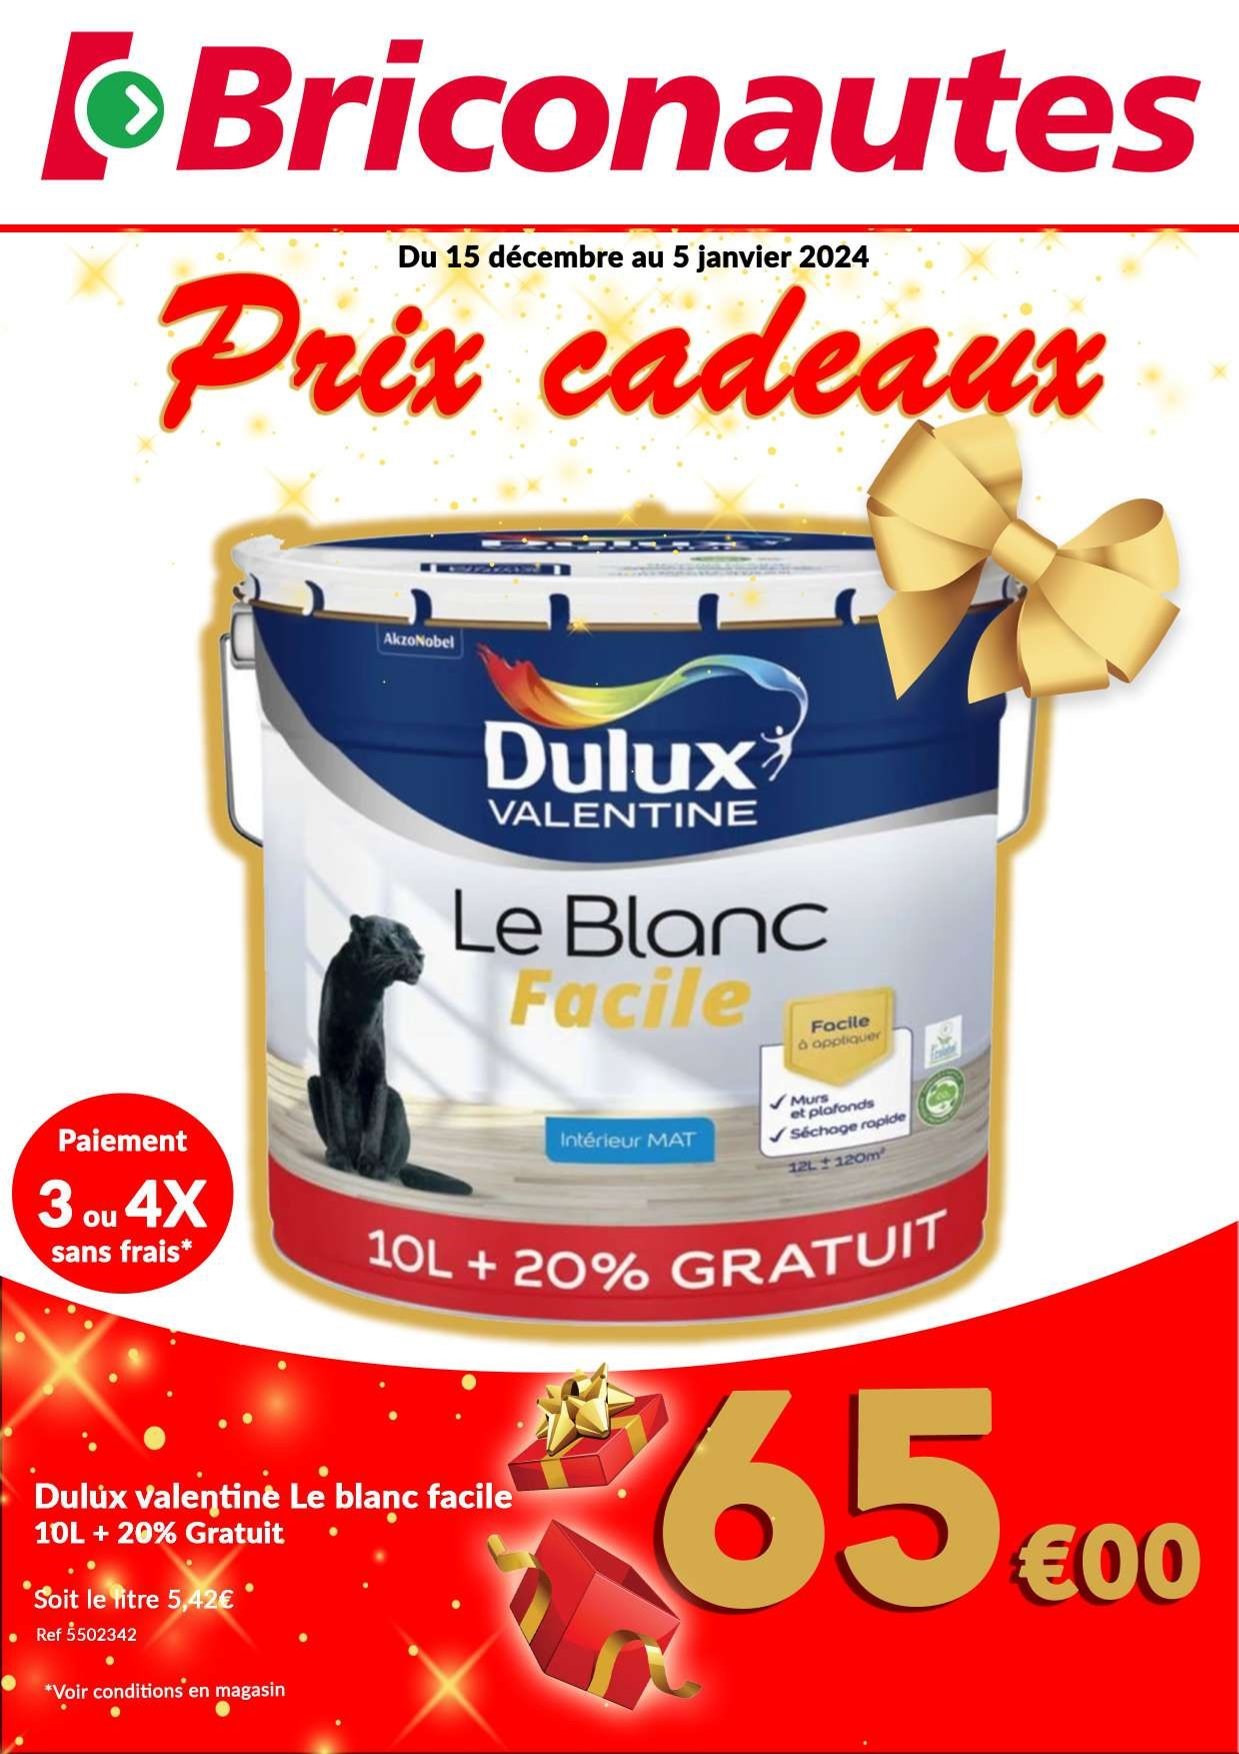 Briconautes
Du 15 décembre au 5 janvier 2024
Prix cadeaux
AkzoNobel
Dulux
VALENTINE
Le Blanc
Facile
Facile
à appliquer
✓ Murs
et plafonds
✓ Séchage rapide
12L ± 120m²
Intérieur MAT
10L + 20% GRATUIT
Paiement
3 ou 4X
sans frais*
Dulux valentine Le blanc facile
10L + 20% Gratuit
Soit le litre 5,42€
Ref 5502342
*Voir conditions en magasin
65€00